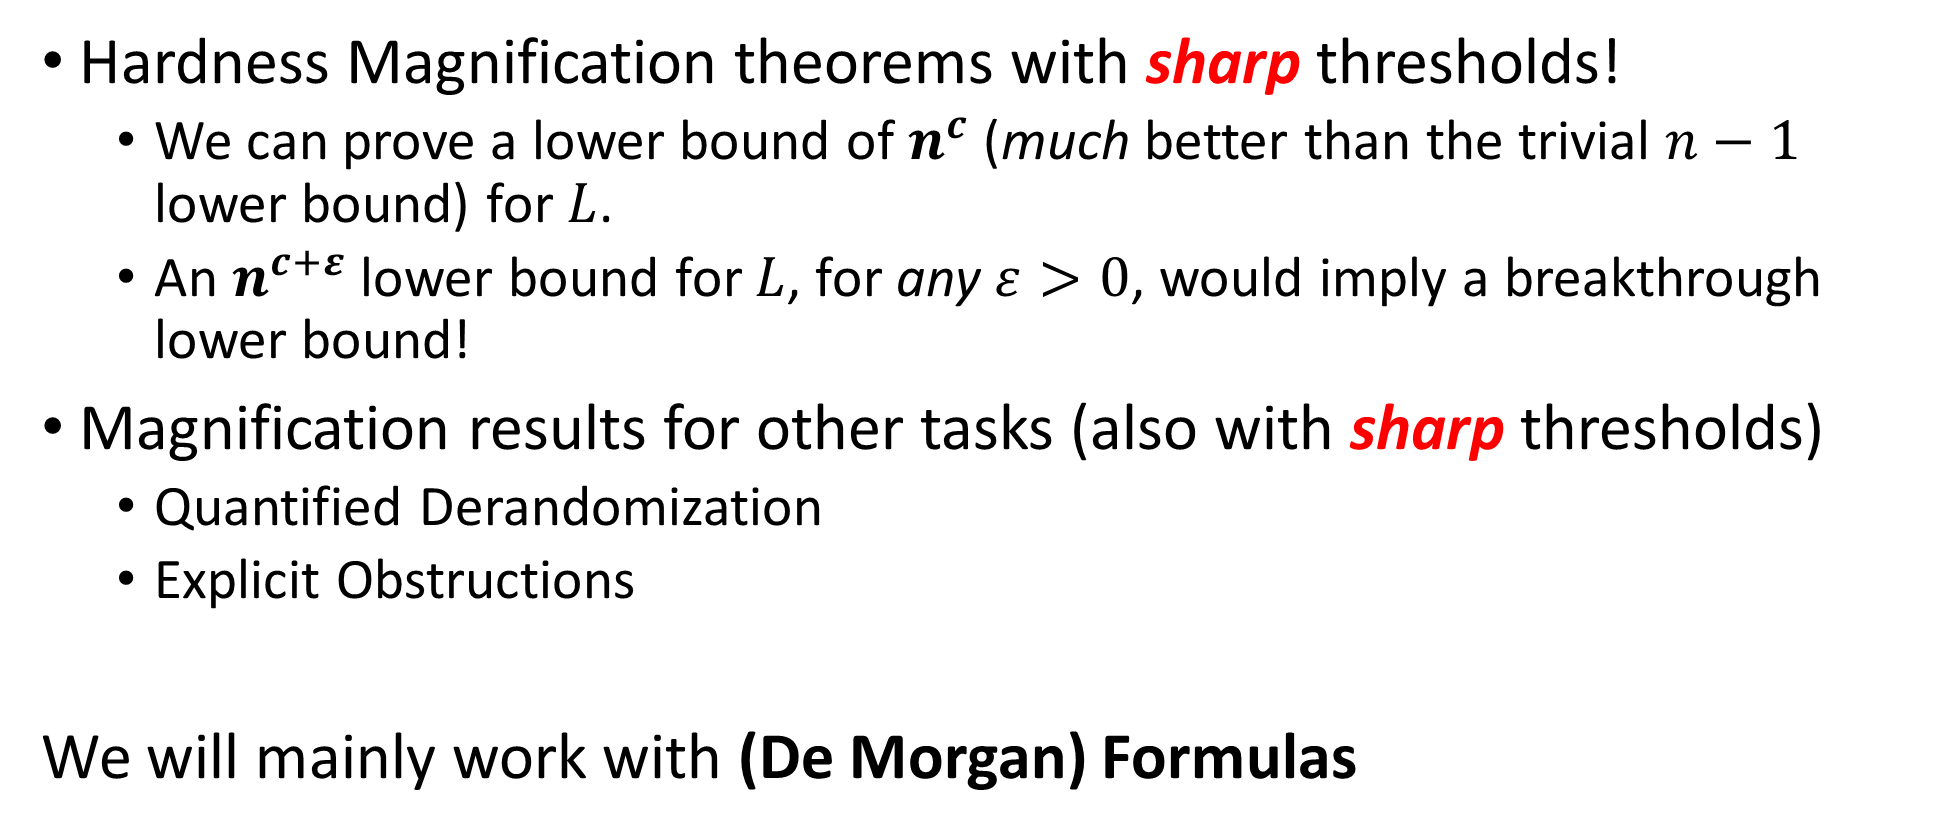 • Hardness Magnification theorems with sharp thresholds!
• We can prove a lower bound of n^c (much better than the trivial n − 1
lower bound) for L.
• An n^{c+ε} lower bound for L, for any ε > 0, would imply a breakthrough
lower bound!
• Magnification results for other tasks (also with sharp thresholds)
• Quantified Derandomization
• Explicit Obstructions
We will mainly work with (De Morgan) Formulas